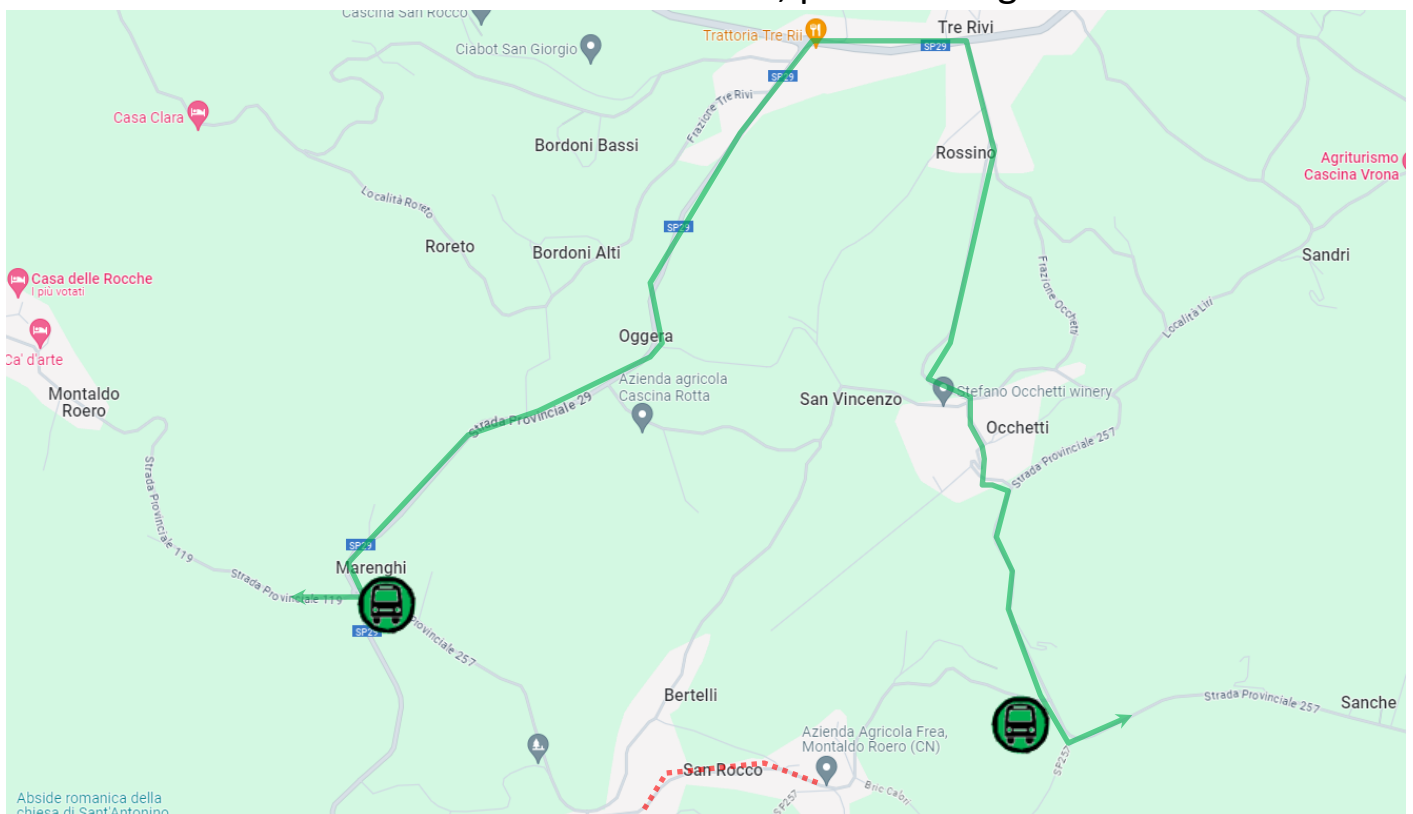 Cascina San Rocco
Tre Rivi
Trattoria Tre Rii
Ciabot San Giorgio
SP29
SP29
Frazione Tre Rivi
Casa Clara
Bordoni Bassi
Rossino
Agriturismo
Cascina Vrona
Località Roreto
SP29
Roreto
Bordoni Alti
Sandri
Casa delle Rocche
I più votati
Frazione Occhetti
Località Liri
Oggera
Ca' d'arte
Azienda agricola
Cascina Rotta
Stefano Occhetti winery
Montaldo
Roero
San Vincenzo
Strada Provinciale 29
Occhetti
Strada Provinciale 257
Strada Provinciale 119
SP29
Marenghi
Strada Provinciale 119
SP29
Provinciale 257
Bertelli
Strada Provinciale 257
Sanche
Azienda Agricola Frea,
Montaldo Roero (CN)
SP257
San Rocco
Bric Calori
SP257
Abside romanica della
chiesa di Sant'Antonino